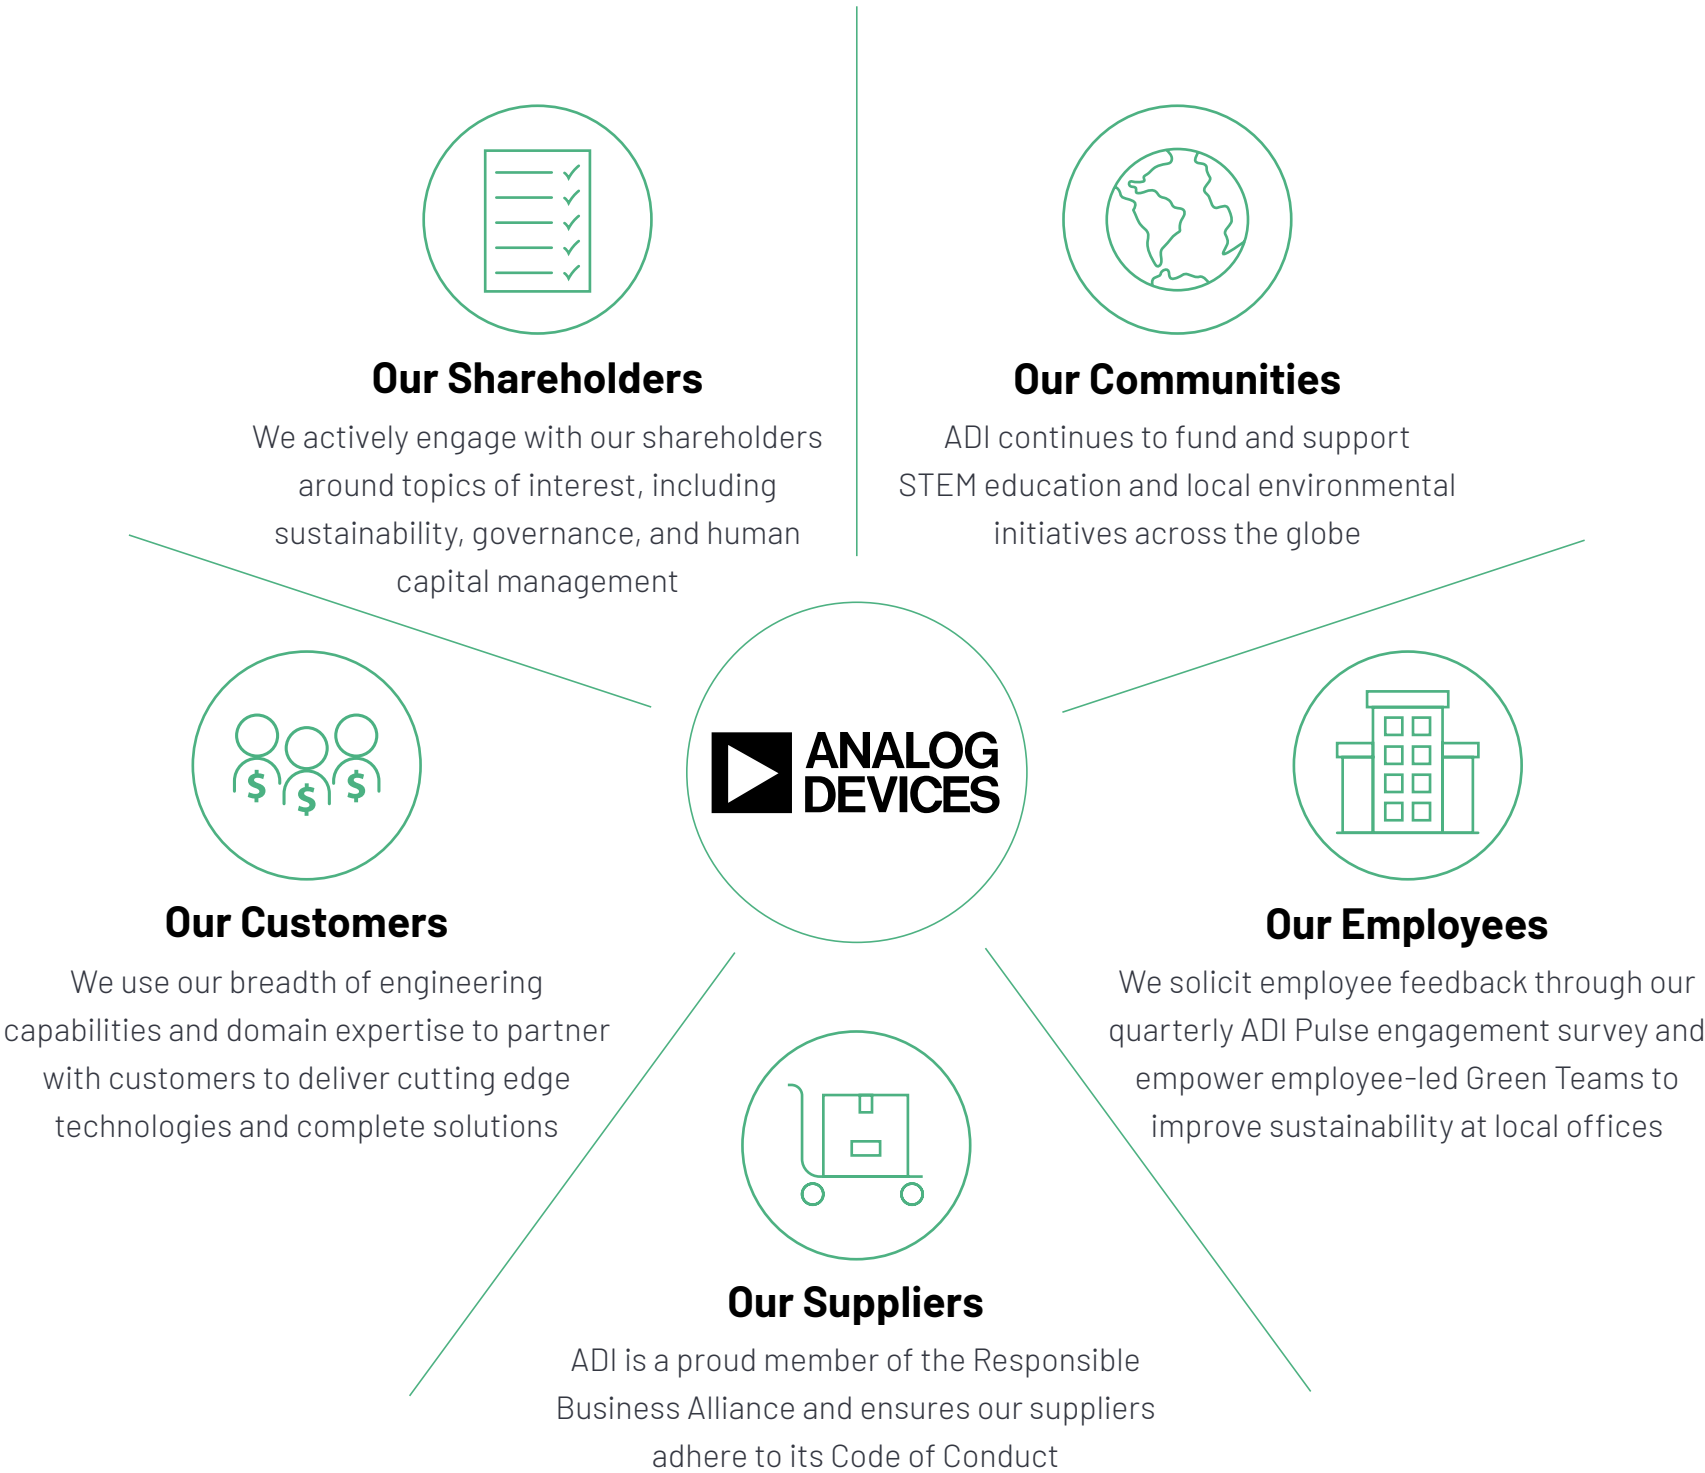 Our Shareholders
We actively engage with our shareholders
around topics of interest, including
sustainability, governance, and human
capital management
Our Communities
ADI continues to fund and support
STEM education and local environmental
initiatives across the globe
ANALOG
DEVICES
$ $ $
Our Customers
We use our breadth of engineering
capabilities and domain expertise to partner
with customers to deliver cutting edge
technologies and complete solutions
Our Employees
We solicit employee feedback through our
quarterly ADI Pulse engagement survey and
empower employee-led Green Teams to
improve sustainability at local offices
Our Suppliers
ADI is a proud member of the Responsible
Business Alliance and ensures our suppliers
adhere to its Code of Conduct